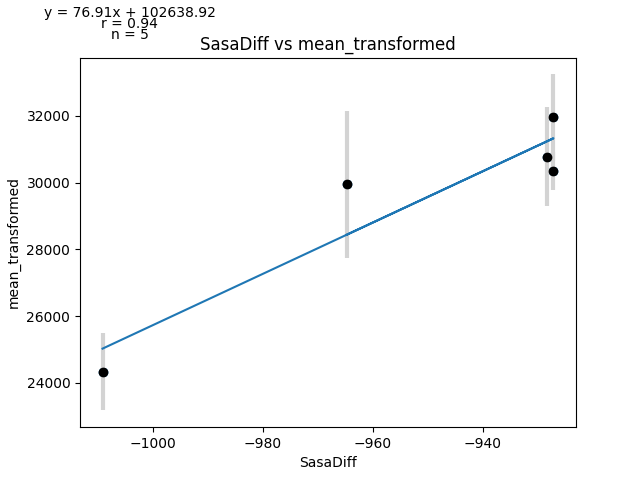 y = 76.91x + 102638.92
r = 0.94
n = 5
SasaDiff vs mean_transformed
32000
30000
28000
26000
24000
mean_transformed
−1000
−980
−960
−940
SasaDiff